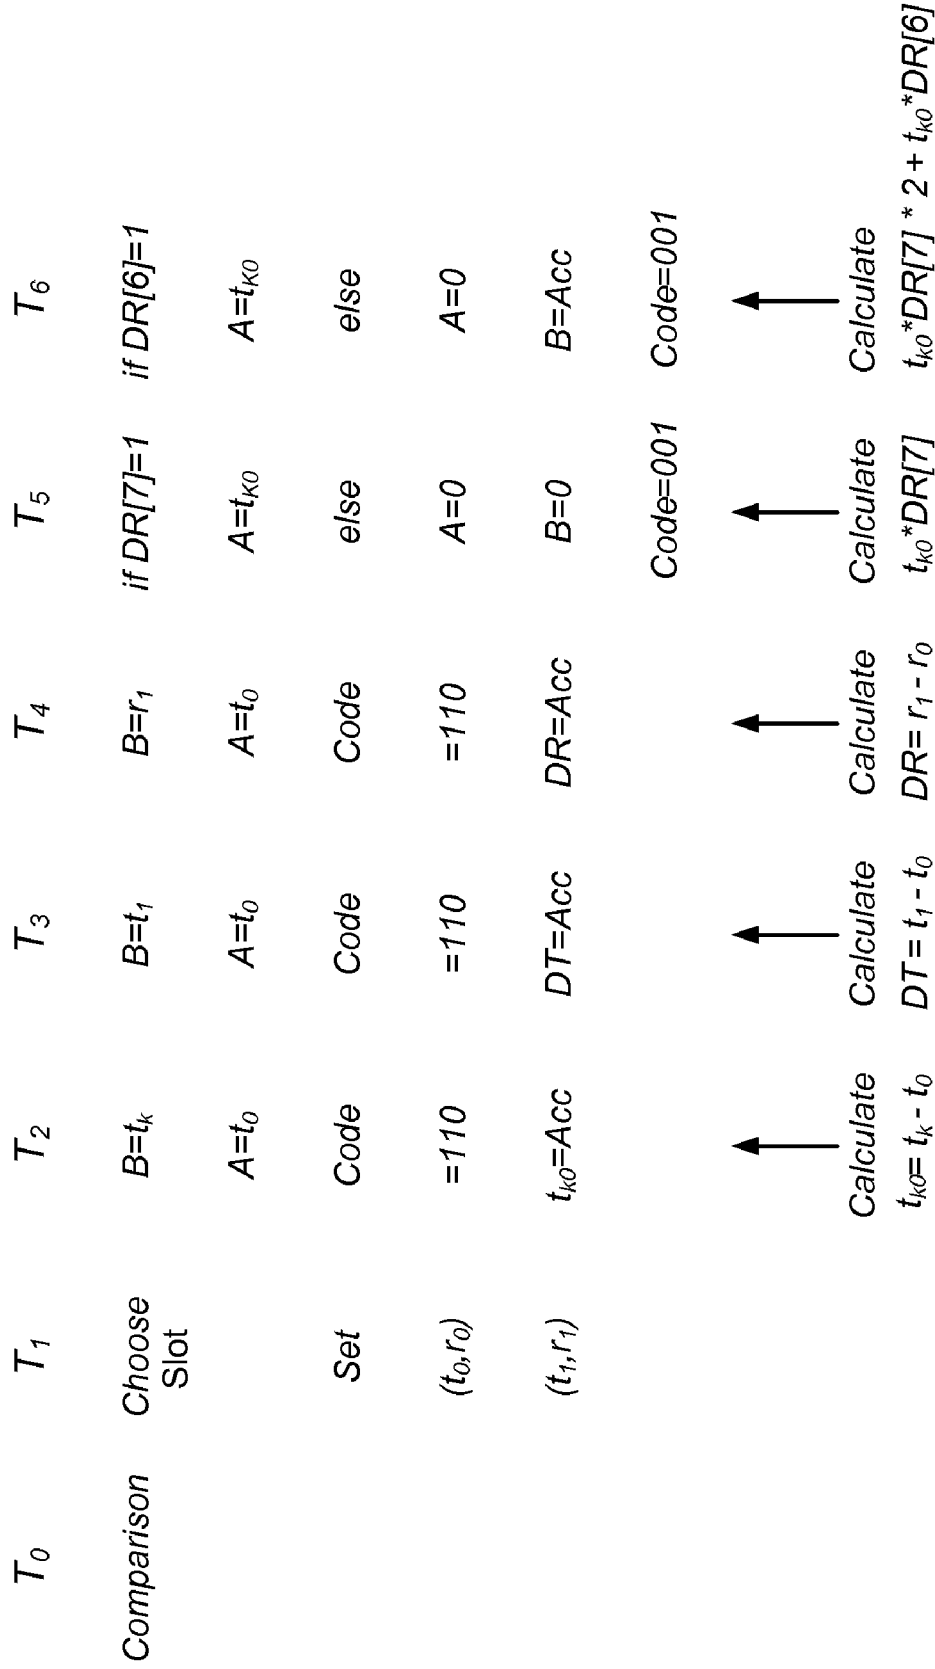 T0 T1 T2 T3 T4 T5 T6
Comparison Choose B=tk B=t1 B=r1 if DR[7]=1 if DR[6]=1
Slot
A=t0 A=t0 A=t0 A=tK0 A=tK0
Set Code Code Code else else
(t0,r0) =110 =110 =110 A=0 A=0
(t1,r1) tk0=Acc DT=Acc DR=Acc B=0 B=Acc
Code=001 Code=001
Calculate Calculate Calculate Calculate Calculate
tk0= tk - t0 DT= t1 - t0 DR= r1 - r0 tk0*DR[7] tk0*DR[7] * 2 + tk0*DR[6]